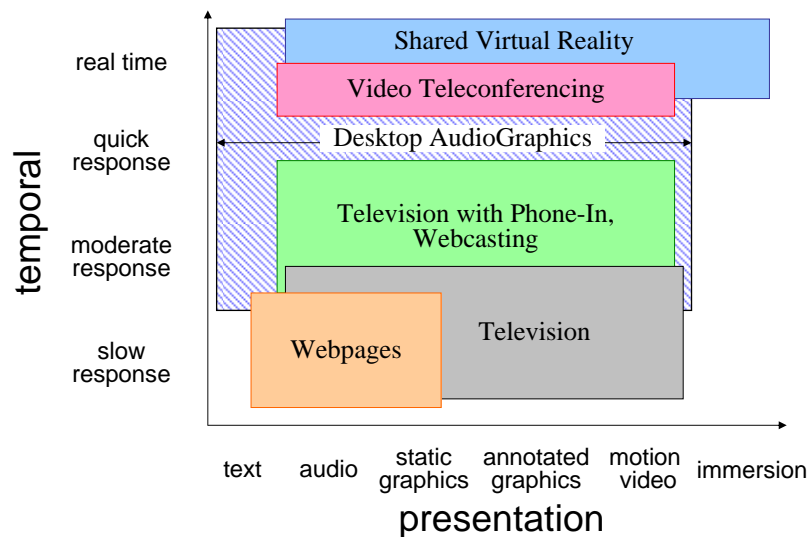 real time
Shared Virtual Reality
Video Teleconferencing
quick
response
Desktop AudioGraphics
temporal
moderate
response
Television with Phone-In,
Webcasting
slow
response
Webpages
Television
text
audio
static
graphics
annotated
graphics
motion
video
immersion
presentation